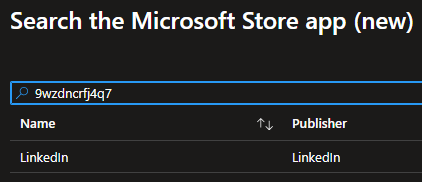 Search the Microsoft Store app (new)
9wzdncrfj4q7
Name Publisher
LinkedIn LinkedIn